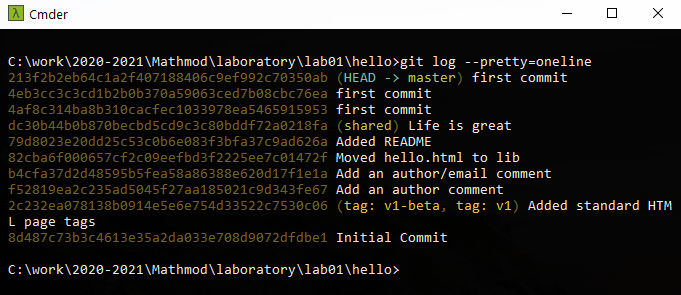 λ Cmder
C:\work\2020-2021\Mathmod\laboratory\lab01\hello>git log --pretty=oneline
213f2b2eb64c1a2f407188406c9ef992c70350ab (HEAD -> master) first commit
4eb3cc3c3cd1b2b0b370a59063ced7b08cbc76ea first commit
4af8c314ba8b310cacfec1033978ea5465915953 first commit
dc30b44b0b870becbd5cd9c3c80bddf72a0218fa (shared) Life is great
79d8023e20dd25c53c0b6e083f3bfa37c9ad626a Added README
82cba6f000657cf2c09eefbd3f2225ee7c01472f Moved hello.html to lib
b4cfa37d2d48595b5fea58a86388e620d17f1e1a Add an author/email comment
f52819ea2c235ad5045f27aa185021c9d343fe67 Add an author comment
2c232ea078138b0914e5e6e754d33522c7530c06 (tag: v1-beta, tag: v1) Added standard HTM
L page tags
8d487c73b3c4613e35a2da033e708d9072dfdbe1 Initial Commit
C:\work\2020-2021\Mathmod\laboratory\lab01\hello>